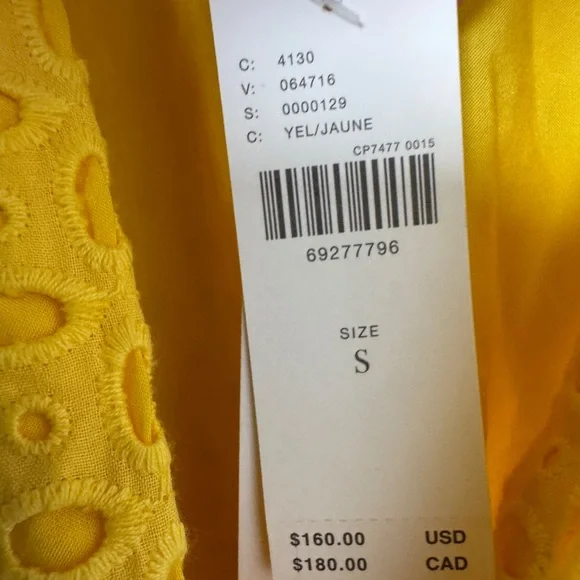 C: 4130
V: 064716
S: 0000129
C: YEL/JAUNE
CP7477 0015
69277796
SIZE
S
$160.00 USD
$180.00 CAD